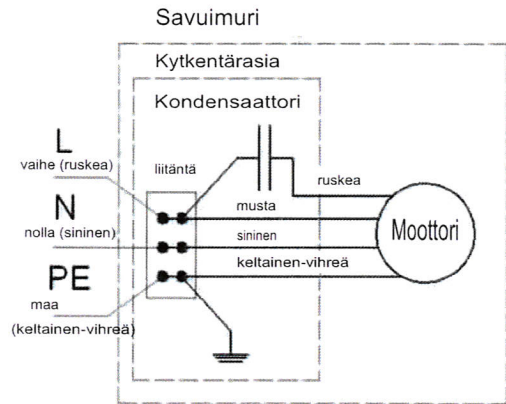 Savuimuri
Kytkentärasia
Kondensaattori
L
vaihe (ruskea)
liitäntä
ruskea
N
musta
nolla (sininen)
sininen
Moottori
PE
keltainen-vihreä
maa
(keltainen-vihreä)